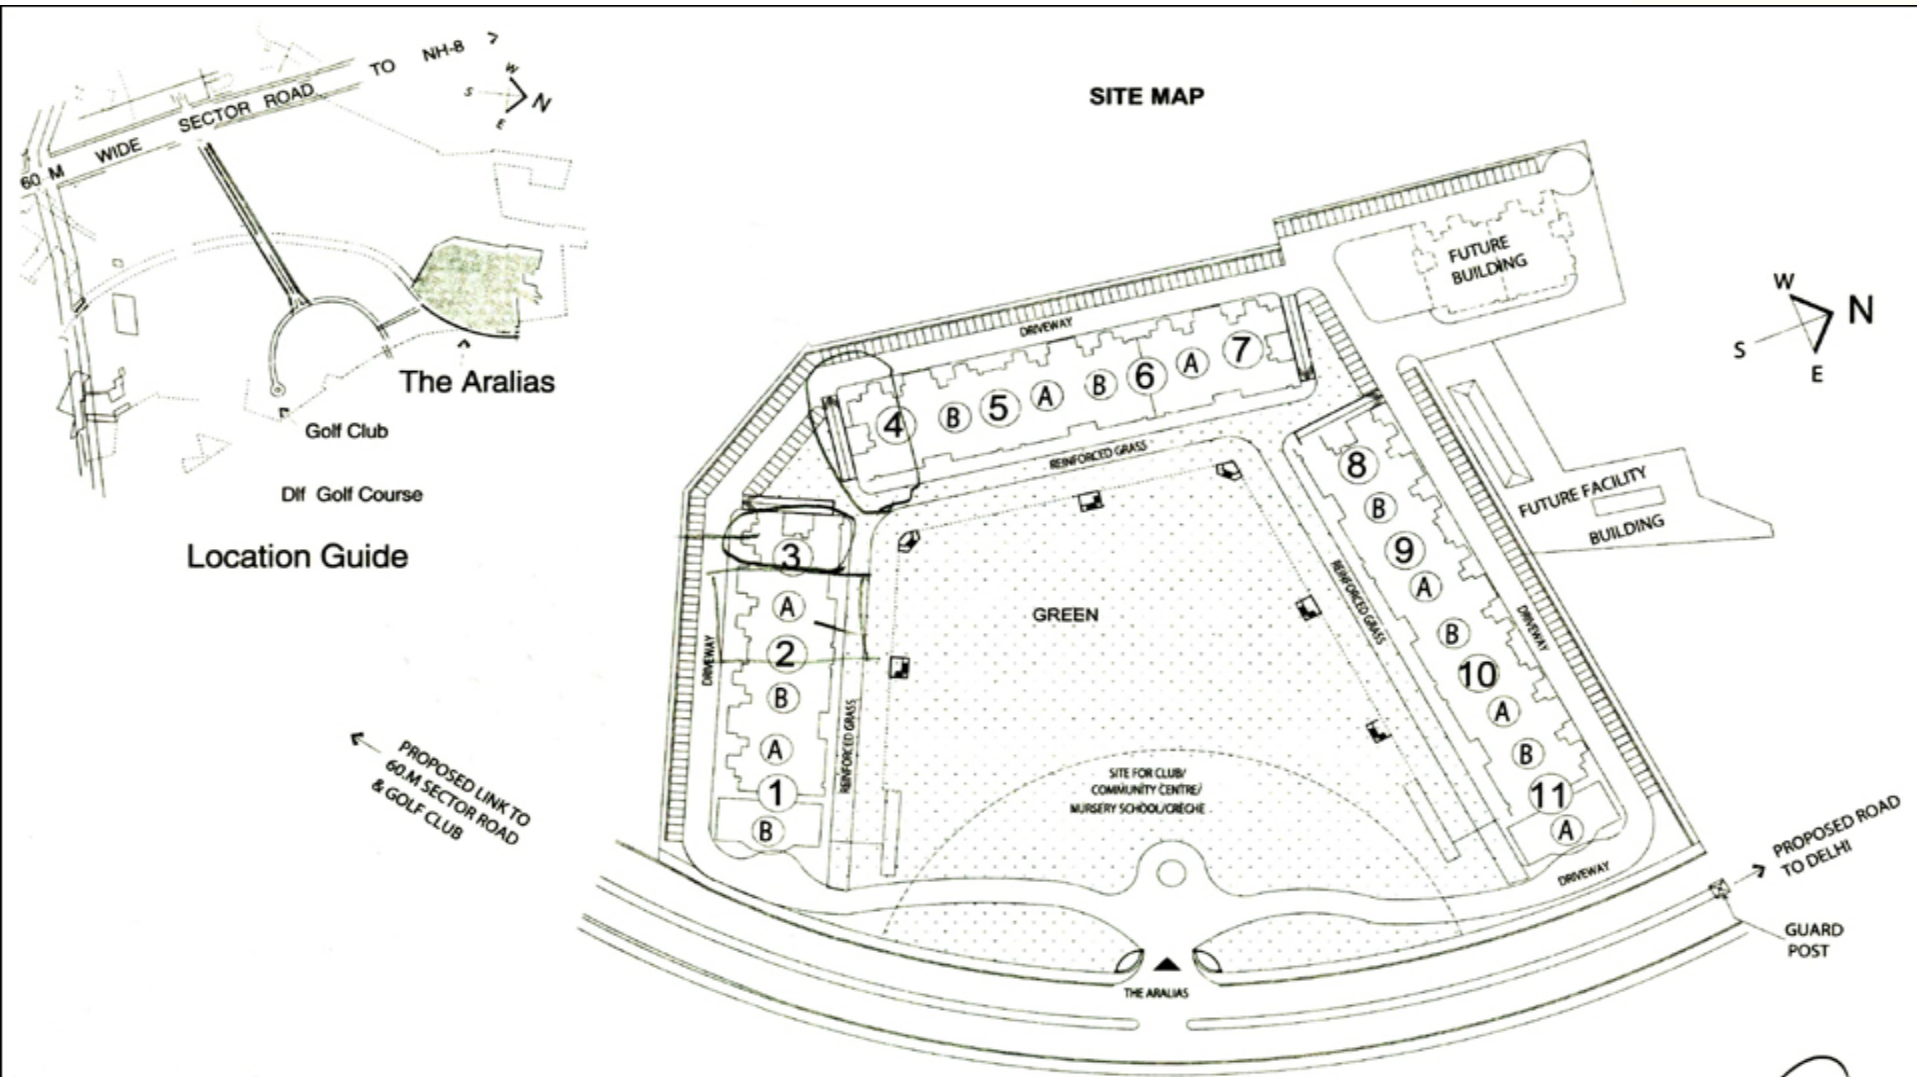 TO NH-8
60 M WIDE SECTOR ROAD
W
S
N
E
The Aralias
Golf Club
Dlf Golf Course
Location Guide
SITE MAP
FUTURE
BUILDING
W
N
S
E
DRIVEWAY
4 B 5 A B 6 A 7
REINFORCED GRASS
8
B
9
A
B
10
A
B
11
A
FUTURE FACILITY
BUILDING
REINFORCED GRASS
DRIVEWAY
3
A
2
B
A
1
B
DRIVEWAY
REINFORCED GRASS
GREEN
SITE FOR CLUB/
COMMUNITY CENTRE/
NURSERY SCHOOL/CRECHE
PROPOSED LINK TO
60.M SECTOR ROAD
& GOLF CLUB
DRIVEWAY
PROPOSED ROAD
TO DELHI
GUARD
POST
THE ARALIAS